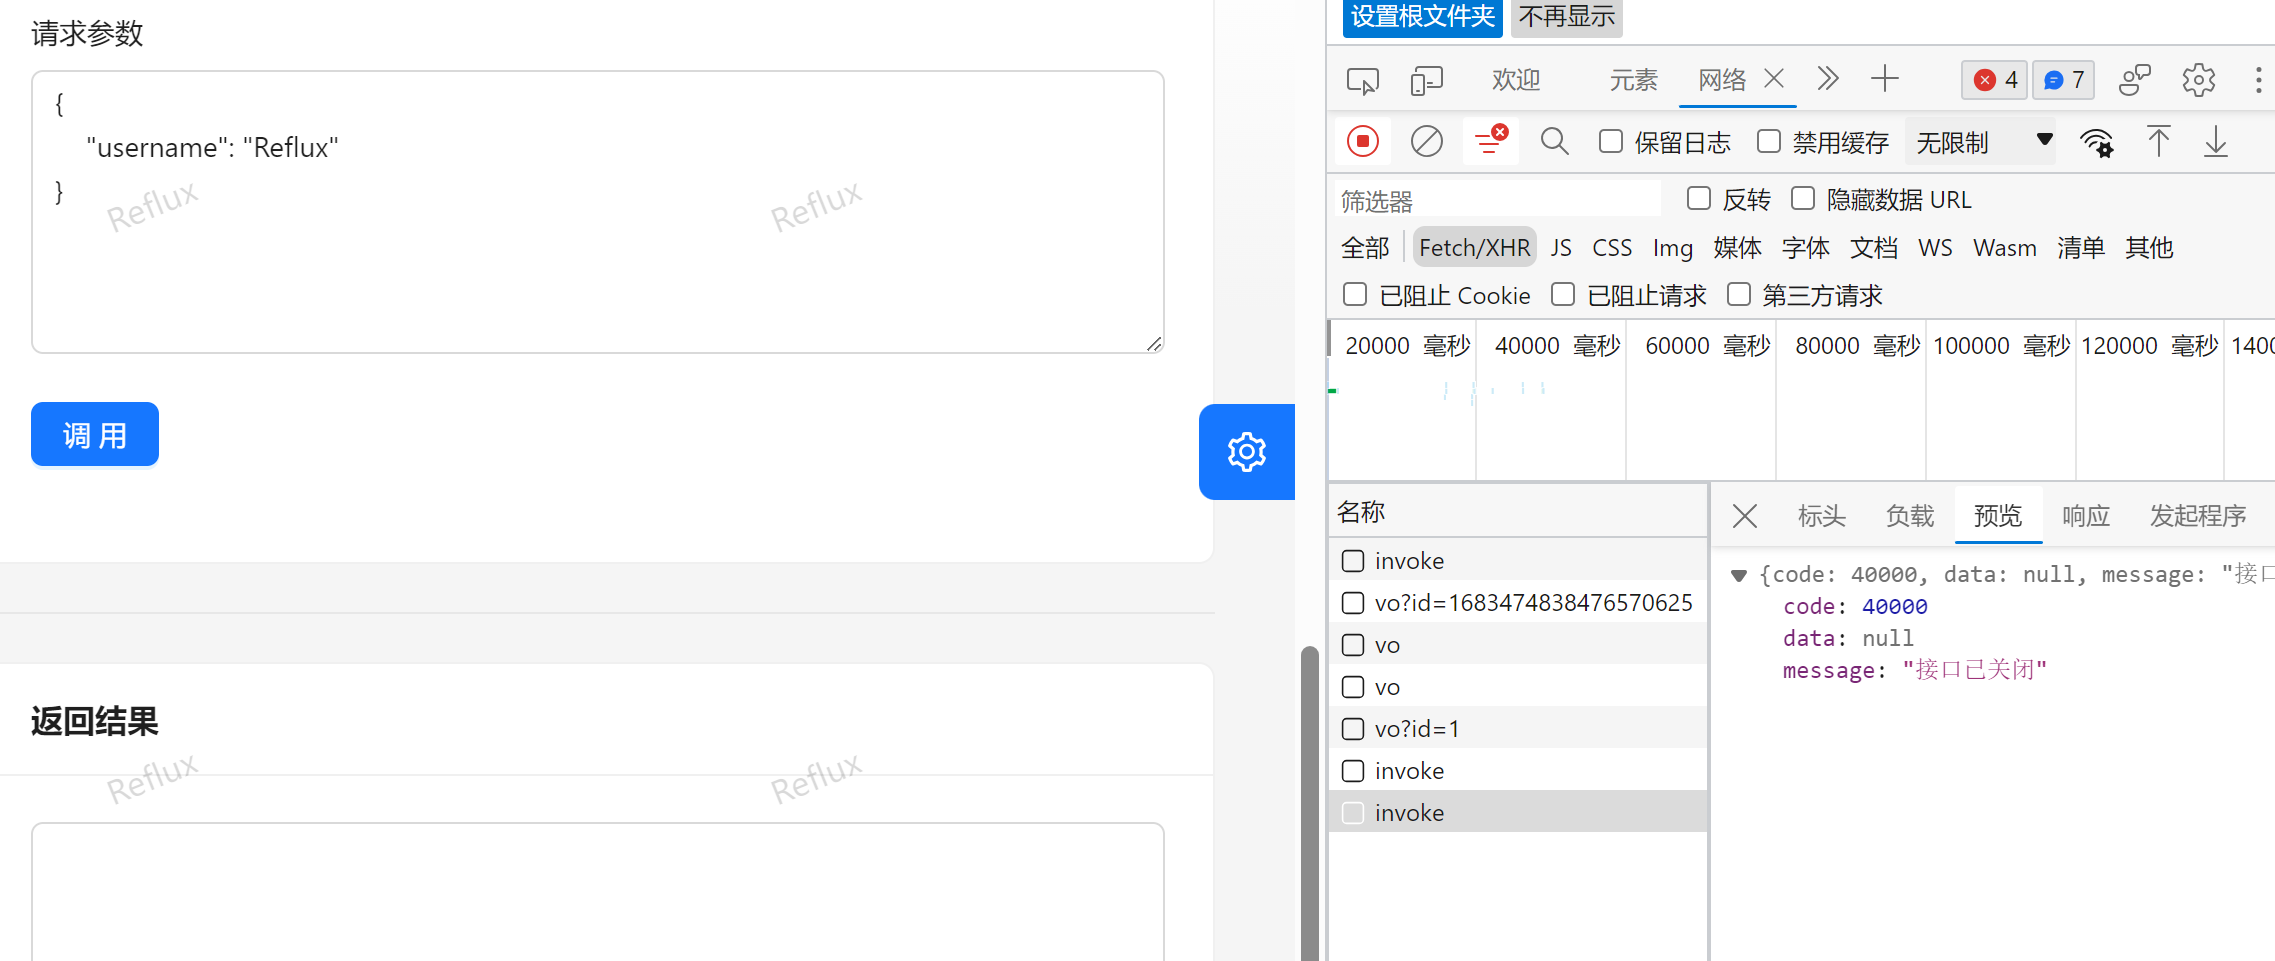 请求参数
{
"username": "Reflux"
}
Reflux
Reflux
调 用
返回结果
Reflux
Reflux
设置根文件夹 不再显示
欢迎 元素 网络 4 7
保留日志 禁用缓存 无限制
筛选器 反转 隐藏数据 URL
全部 Fetch/XHR JS CSS Img 媒体 字体 文档 WS Wasm 清单 其他
已阻止 Cookie 已阻止请求 第三方请求
20000 毫秒 40000 毫秒 60000 毫秒 80000 毫秒 100000 毫秒 120000 毫秒 1400
名称
invoke
vo?id=1683474838476570625
vo
vo
vo?id=1
invoke
invoke
标头 负载 预览 响应 发起程序
{code: 40000, data: null, message: "接口
code: 40000
data: null
message: "接口已关闭"